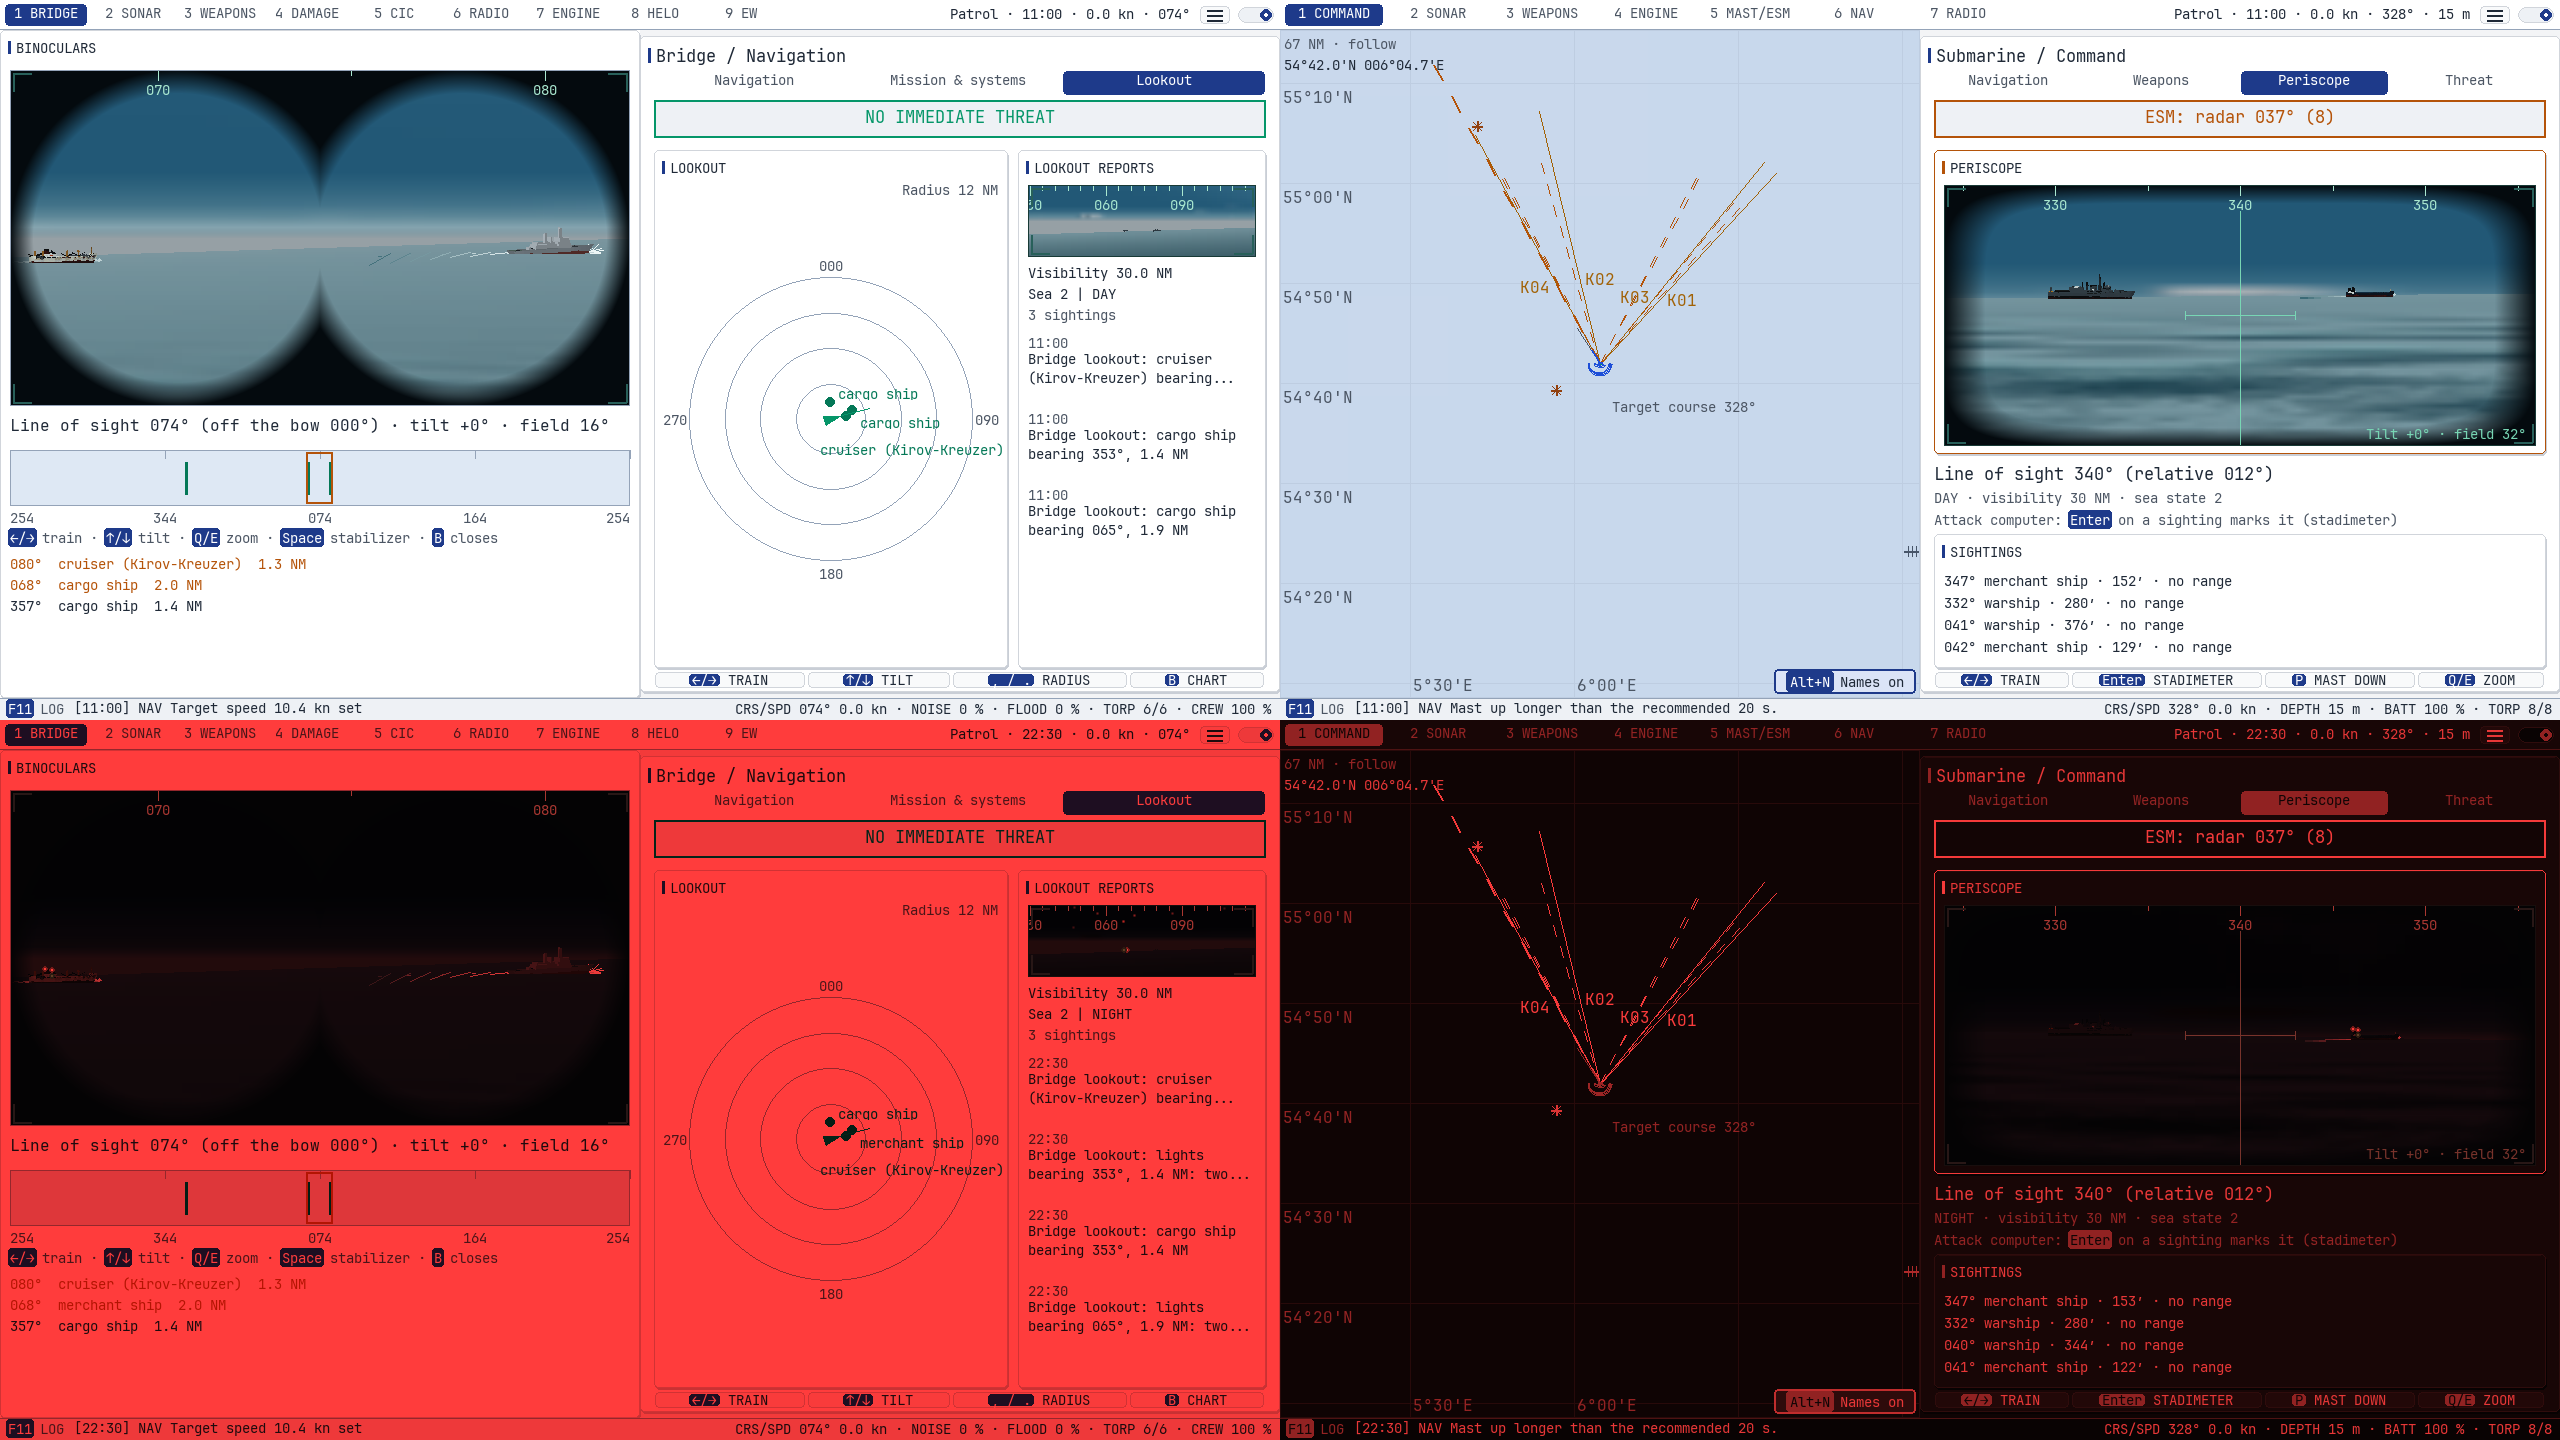 1 BRIDGE 2 SONAR 3 WEAPONS 4 DAMAGE 5 CIC 6 RADIO 7 ENGINE 8 HELO 9 EW Patrol · 11:00 · 0.0 kn · 074°
BINOCULARS
070 080
Line of sight 074° (off the bow 000°) · tilt +0° · field 16°
254 344 074 164 254
←/→ train · ↑/↓ tilt · Q/E zoom · Space stabilizer · B closes
080° cruiser (Kirov-Kreuzer) 1.3 NM
068° cargo ship 2.0 NM
357° cargo ship 1.4 NM
Bridge / Navigation
Navigation Mission & systems Lookout
NO IMMEDIATE THREAT
LOOKOUT
Radius 12 NM
000
270 090
180
cargo ship
cargo ship
cruiser (Kirov-Kreuzer)
LOOKOUT REPORTS
060 090
Visibility 30.0 NM
Sea 2 | DAY
3 sightings
11:00
Bridge lookout: cruiser
(Kirov-Kreuzer) bearing...
11:00
Bridge lookout: cargo ship
bearing 353°, 1.4 NM
11:00
Bridge lookout: cargo ship
bearing 065°, 1.9 NM
←/→ TRAIN ↑/↓ TILT , / . RADIUS B CHART
F11 LOG [11:00] NAV Target speed 10.4 kn set CRS/SPD 074° 0.0 kn · NOISE 0 % · FLOOD 0 % · TORP 6/6 · CREW 100 %
1 COMMAND 2 SONAR 3 WEAPONS 4 ENGINE 5 MAST/ESM 6 NAV 7 RADIO Patrol · 11:00 · 0.0 kn · 328° · 15 m
67 NM · follow
54°42.0'N 006°04.7'E
55°10'N
55°00'N
54°50'N
54°40'N
54°30'N
54°20'N
5°30'E 6°00'E
K04 K02 K03 K01
Target course 328°
Alt+N Names on
Submarine / Command
Navigation Weapons Periscope Threat
ESM: radar 037° (8)
PERISCOPE
330 340 350
Tilt +0° · field 32°
Line of sight 340° (relative 012°)
DAY · visibility 30 NM · sea state 2
Attack computer: Enter on a sighting marks it (stadimeter)
SIGHTINGS
347° merchant ship · 152′ · no range
332° warship · 280′ · no range
041° warship · 376′ · no range
042° merchant ship · 129′ · no range
←/→ TRAIN Enter STADIMETER P MAST DOWN Q/E ZOOM
F11 LOG [11:00] NAV Mast up longer than the recommended 20 s. CRS/SPD 328° 0.0 kn · DEPTH 15 m · BATT 100 % · TORP 8/8
1 BRIDGE 2 SONAR 3 WEAPONS 4 DAMAGE 5 CIC 6 RADIO 7 ENGINE 8 HELO 9 EW Patrol · 22:30 · 0.0 kn · 074°
BINOCULARS
070 080
Line of sight 074° (off the bow 000°) · tilt +0° · field 16°
254 344 074 164 254
←/→ train · ↑/↓ tilt · Q/E zoom · Space stabilizer · B closes
080° cruiser (Kirov-Kreuzer) 1.3 NM
068° merchant ship 2.0 NM
357° cargo ship 1.4 NM
Bridge / Navigation
Navigation Mission & systems Lookout
NO IMMEDIATE THREAT
LOOKOUT
Radius 12 NM
000
270 090
180
cargo ship
merchant ship
cruiser (Kirov-Kreuzer)
LOOKOUT REPORTS
060 090
Visibility 30.0 NM
Sea 2 | NIGHT
3 sightings
22:30
Bridge lookout: cruiser
(Kirov-Kreuzer) bearing...
22:30
Bridge lookout: lights
bearing 353°, 1.4 NM: two...
22:30
Bridge lookout: cargo ship
bearing 353°, 1.4 NM
22:30
Bridge lookout: lights
bearing 065°, 1.9 NM: two...
←/→ TRAIN ↑/↓ TILT , / . RADIUS B CHART
F11 LOG [22:30] NAV Target speed 10.4 kn set CRS/SPD 074° 0.0 kn · NOISE 0 % · FLOOD 0 % · TORP 6/6 · CREW 100 %
1 COMMAND 2 SONAR 3 WEAPONS 4 ENGINE 5 MAST/ESM 6 NAV 7 RADIO Patrol · 22:30 · 0.0 kn · 328° · 15 m
67 NM · follow
54°42.0'N 006°04.7'E
55°10'N
55°00'N
54°50'N
54°40'N
54°30'N
54°20'N
5°30'E 6°00'E
K04 K02 K03 K01
Target course 328°
Alt+N Names on
Submarine / Command
Navigation Weapons Periscope Threat
ESM: radar 037° (8)
PERISCOPE
330 340 350
Tilt +0° · field 32°
Line of sight 340° (relative 012°)
NIGHT · visibility 30 NM · sea state 2
Attack computer: Enter on a sighting marks it (stadimeter)
SIGHTINGS
347° merchant ship · 153′ · no range
332° warship · 280′ · no range
040° warship · 344′ · no range
041° merchant ship · 122′ · no range
←/→ TRAIN Enter STADIMETER P MAST DOWN Q/E ZOOM
F11 LOG [22:30] NAV Mast up longer than the recommended 20 s. CRS/SPD 328° 0.0 kn · DEPTH 15 m · BATT 100 % · TORP 8/8